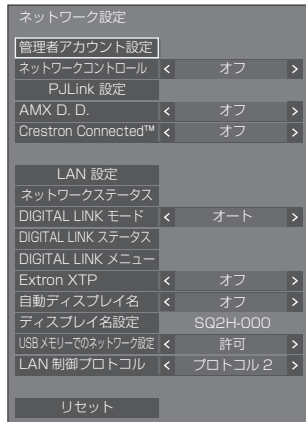 ネットワーク設定
管理者アカウント設定
ネットワークコントロール < オフ >
PJLink 設定
AMX D. D. < オフ >
Crestron Connected™ < オフ >
LAN 設定
ネットワークステータス
DIGITAL LINK モード < オート >
DIGITAL LINK ステータス
DIGITAL LINK メニュー
Extron XTP < オフ >
自動ディスプレイ名 < オフ >
ディスプレイ名設定 SQ2H-000
USBメモリーでのネットワーク設定 < 許可 >
LAN 制御プロトコル < プロトコル 2 >
リセット